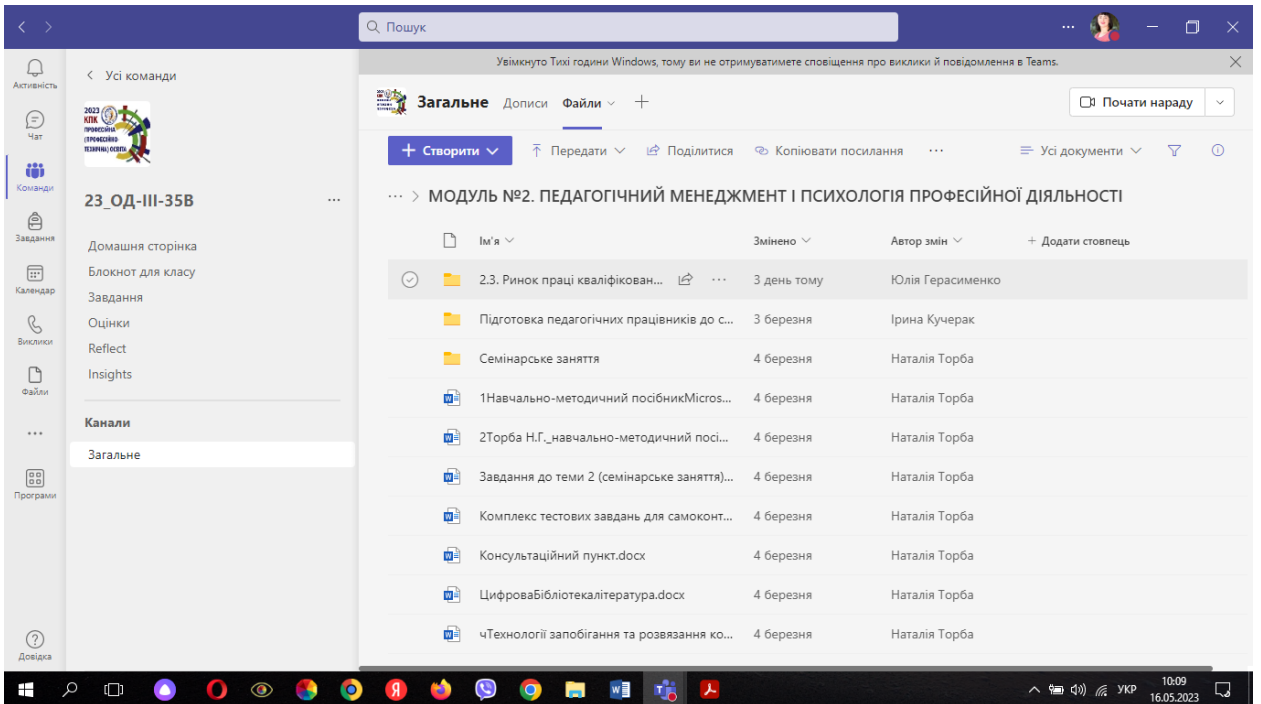 Пошук
Увімкнуто Тихі години Windows, тому ви не отримуватимете сповіщення про виклики й повідомлення в Teams.
Активність
Чат
Команди
Завдання
Календар
Виклики
Файли
Програми
Довідка
Усі команди
2023
КПК
ПРОФЕСІЙНА
(ПРОФЕСІЙНО-
ТЕХНІЧНА) ОСВІТА
23_ОД-ІІІ-35В
Домашня сторінка
Блокнот для класу
Завдання
Оцінки
Reflect
Insights
Канали
Загальне
Загальне Дописи Файли
Почати нараду
Створити Передати Поділитися Копіювати посилання ... Усі документи
... > МОДУЛЬ №2. ПЕДАГОГІЧНИЙ МЕНЕДЖМЕНТ І ПСИХОЛОГІЯ ПРОФЕСІЙНОЇ ДІЯЛЬНОСТІ
Ім'я Змінено Автор змін + Додати стовпець
2.3. Ринок праці кваліфікован... 3 день тому Юлія Герасименко
Підготовка педагогічних працівників до с... 3 березня Ірина Кучерак
Семінарське заняття 4 березня Наталія Торба
1Навчально-методичний посібникMicros... 4 березня Наталія Торба
2Торба Н.Г._навчально-методичний посі... 4 березня Наталія Торба
Завдання до теми 2 (семінарське заняття)... 4 березня Наталія Торба
Комплекс тестових завдань для самоконт... 4 березня Наталія Торба
Консультаційний пункт.docx 4 березня Наталія Торба
ЦифроваБібліотекалітература.docx 4 березня Наталія Торба
чТехнології запобігання та розвязання ко... 4 березня Наталія Торба
УКР
10:09
16.05.2023